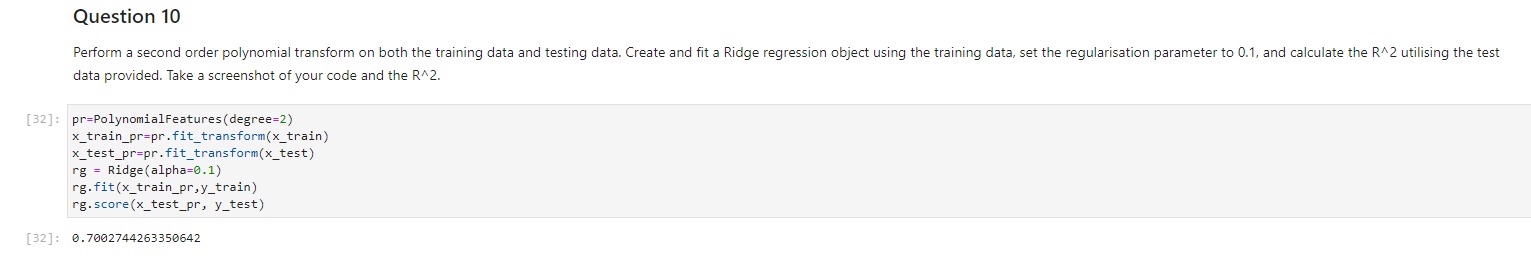 Question 10
Perform a second order polynomial transform on both the training data and testing data. Create and fit a Ridge regression object using the training data, set the regularisation parameter to 0.1, and calculate the R^2 utilising the test
data provided. Take a screenshot of your code and the R^2.
[32]: pr=PolynomialFeatures(degree=2)
x_train_pr=pr.fit_transform(x_train)
x_test_pr=pr.fit_transform(x_test)
rg = Ridge(alpha=0.1)
rg.fit(x_train_pr,y_train)
rg.score(x_test_pr, y_test)
[32]: 0.7002744263350642